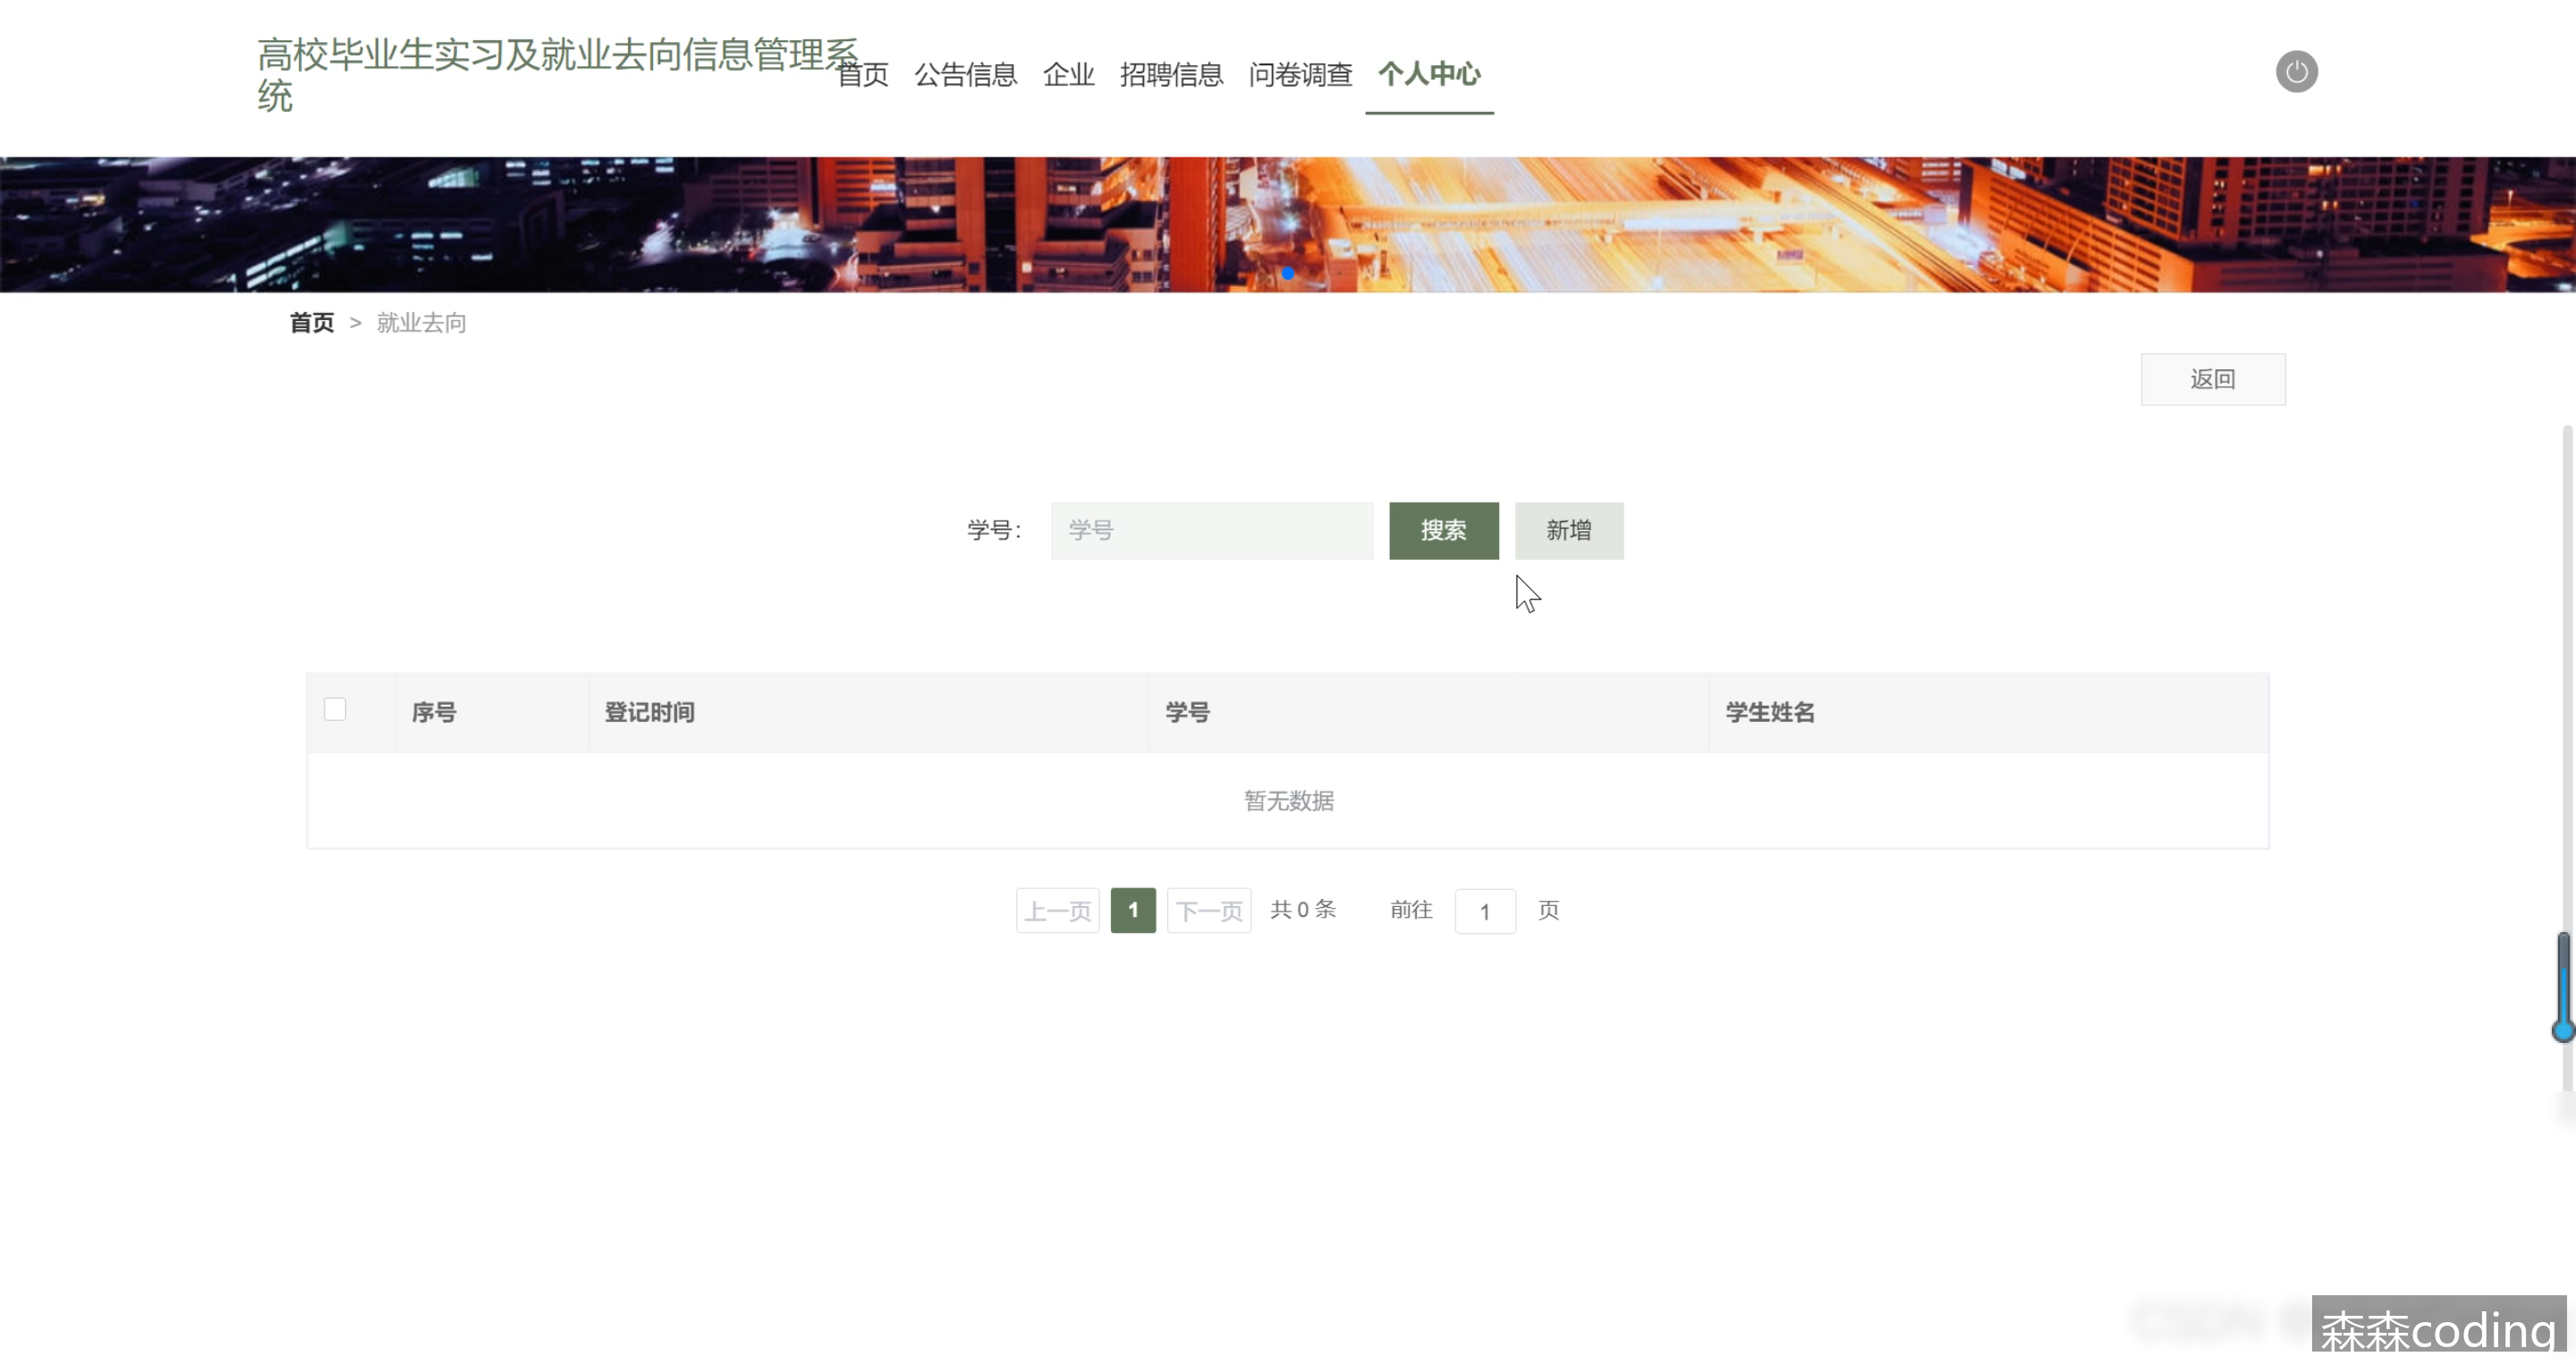 高校毕业生实习及就业去向信息管理系
统
首页 公告信息 企业 招聘信息 问卷调查 个人中心
首页 > 就业去向
返回
学号： 学号 搜索 新增
序号 登记时间 学号 学生姓名
暂无数据
上一页 1 下一页 共 0 条 前往 1 页
CSDN @
森森coding